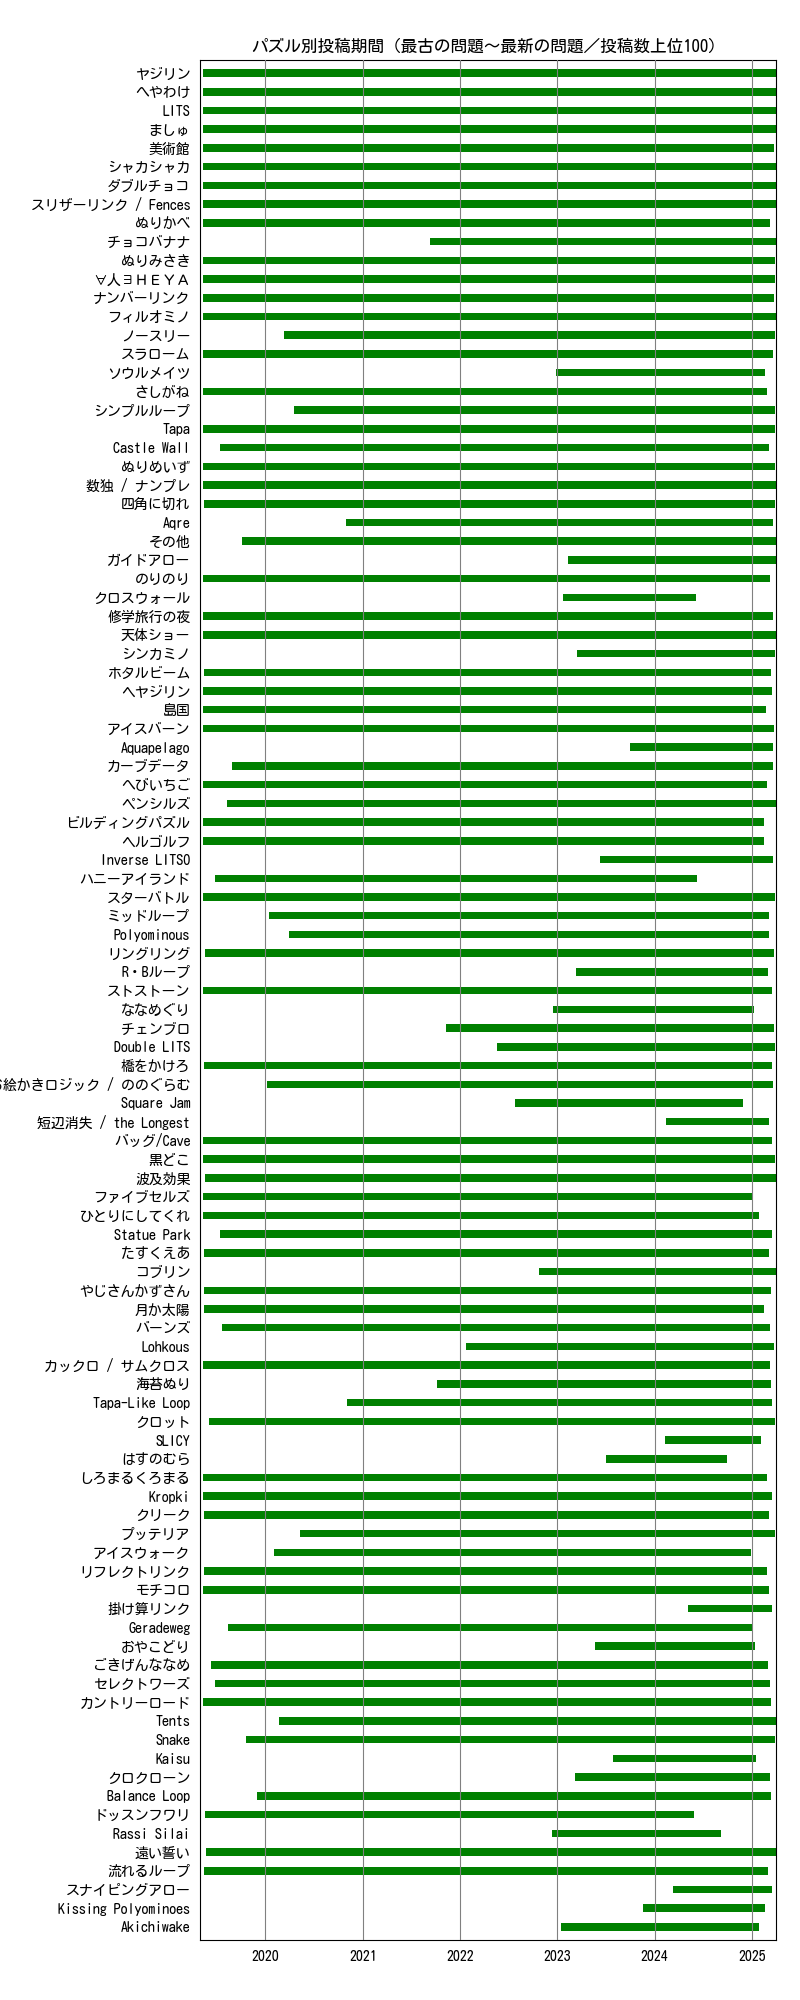 パズル別投稿期間（最古の問題～最新の問題／投稿数上位100）
ヤジリン
へやわけ
LITS
ましゅ
美術館
シャカシャカ
ダブルチョコ
スリザーリンク / Fences
ぬりかべ
チョコバナナ
ぬりみさき
∀人∃ＨＥＹＡ
ナンバーリンク
フィルオミノ
ノースリー
スラローム
ソウルメイツ
さしがね
シンプルループ
Tapa
Castle Wall
ぬりめいず
数独 / ナンプレ
四角に切れ
Aqre
その他
ガイドアロー
のりのり
クロスウォール
修学旅行の夜
天体ショー
シンカミノ
ホタルビーム
ヘヤジリン
島国
アイスバーン
Aquapelago
カーブデータ
へびいちご
ペンシルズ
ビルディングパズル
ヘルゴルフ
Inverse LITSO
ハニーアイランド
スターバトル
ミッドループ
Polyominous
リングリング
R・Bループ
ストストーン
ななめぐり
チェンブロ
Double LITS
橋をかけろ
絵かきロジック / ののぐらむ
Square Jam
短辺消失 / the Longest
バッグ/Cave
黒どこ
波及効果
ファイブセルズ
ひとりにしてくれ
Statue Park
たすくえあ
コブリン
やじさんかずさん
月か太陽
バーンズ
Lohkous
カックロ / サムクロス
海苔ぬり
Tapa-Like Loop
クロット
SLICY
はすのむら
しろまるくろまる
Kropki
クリーク
プッテリア
アイスウォーク
リフレクトリンク
モチコロ
掛け算リンク
Geradeweg
おやこどり
ごきげんななめ
セレクトワーズ
カントリーロード
Tents
Snake
Kaisu
クロクローン
Balance Loop
ドッスンフワリ
Rassi Silai
遠い誓い
流れるループ
スナイピングアロー
Kissing Polyominoes
Akichiwake
2020 2021 2022 2023 2024 2025